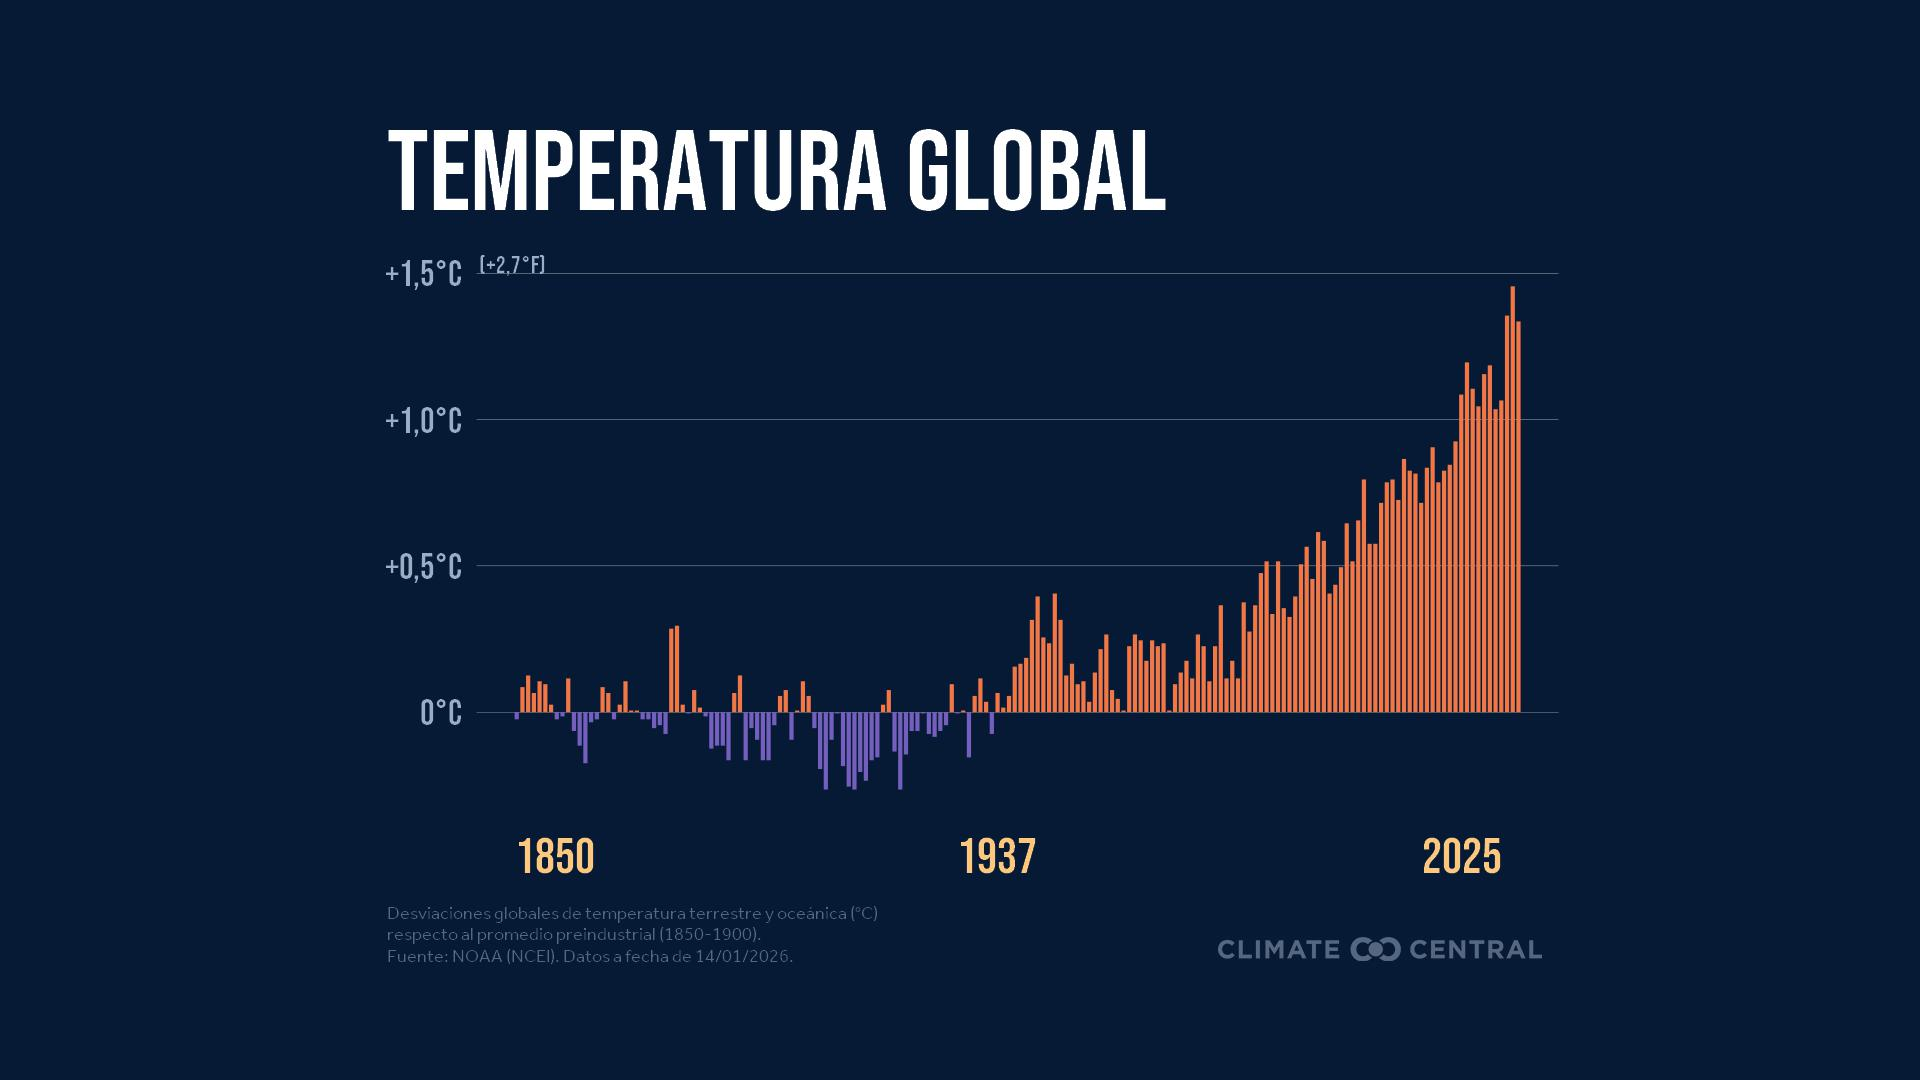 TEMPERATURA GLOBAL
+1,5°C [+2,7°F]
+1,0°C
+0,5°C
0°C
1850 1937 2025
Desviaciones globales de temperatura terrestre y oceánica (°C)
respecto al promedio preindustrial (1850-1900).
Fuente: NOAA (NCEI). Datos a fecha de 14/01/2026.
CLIMATE CENTRAL